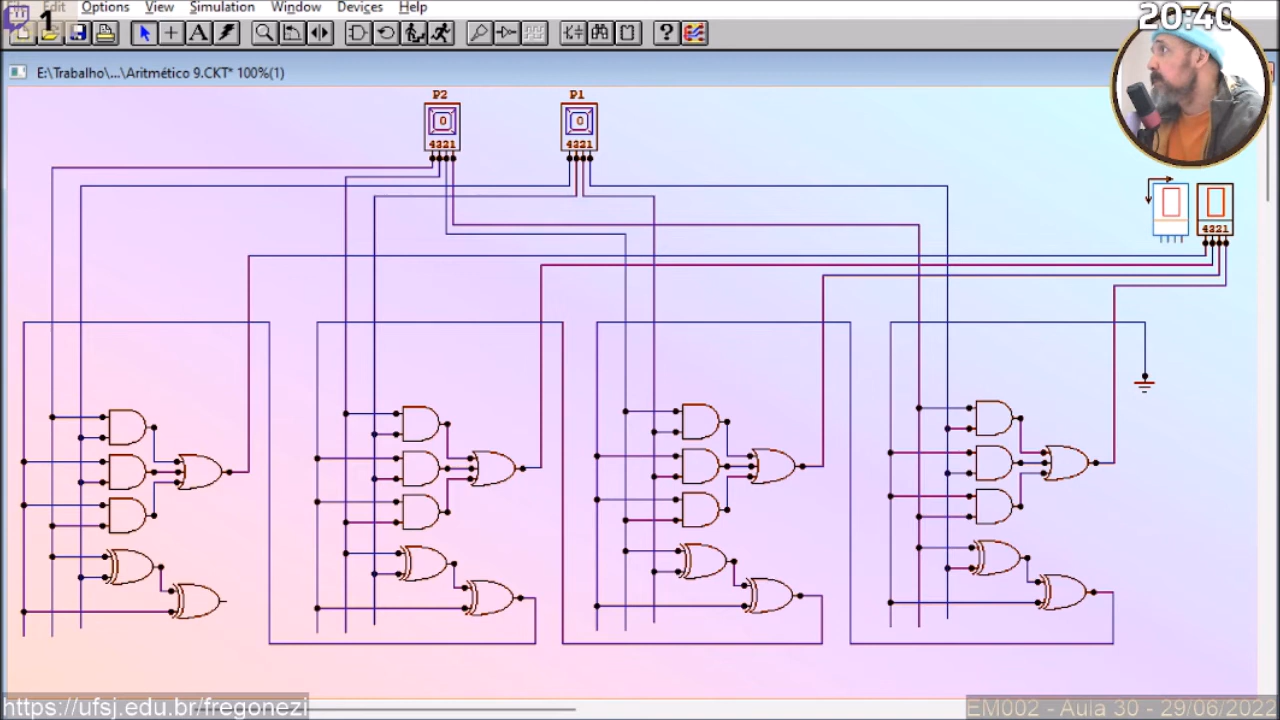 Edit Options View Simulation Window Devices Help
1
20:40
E:\Trabalho\...\Aritmético 9.CKT* 100%(1)
P2 P1
0 0
4321 4321
4321
https://ufsj.edu.br/fregonezi
EM002 - Aula 30 - 29/06/2022